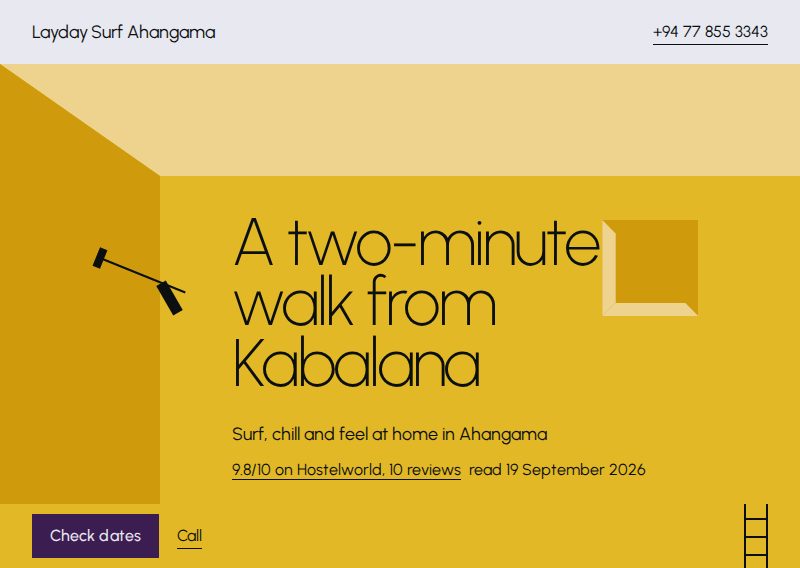 Layday Surf Ahangama
+94 77 855 3343
A two-minute
walk from
Kabalana
Surf, chill and feel at home in Ahangama
9.8/10 on Hostelworld, 10 reviews read 19 September 2026
Check dates
Call